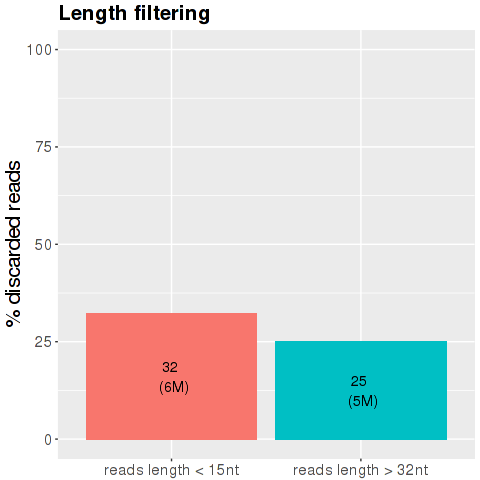 Length filtering
% discarded reads
100
75
50
25
0
32
(6M)
25
(5M)
reads length < 15nt
reads length > 32nt